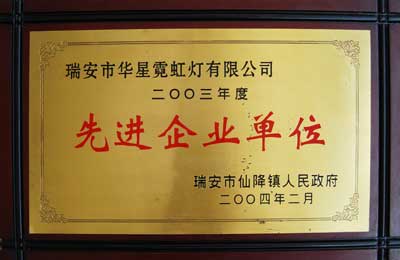 瑞安市华星霓虹灯有限公司
二〇〇三年度
先进企业单位
瑞安市仙降镇人民政府
二〇〇四年二月